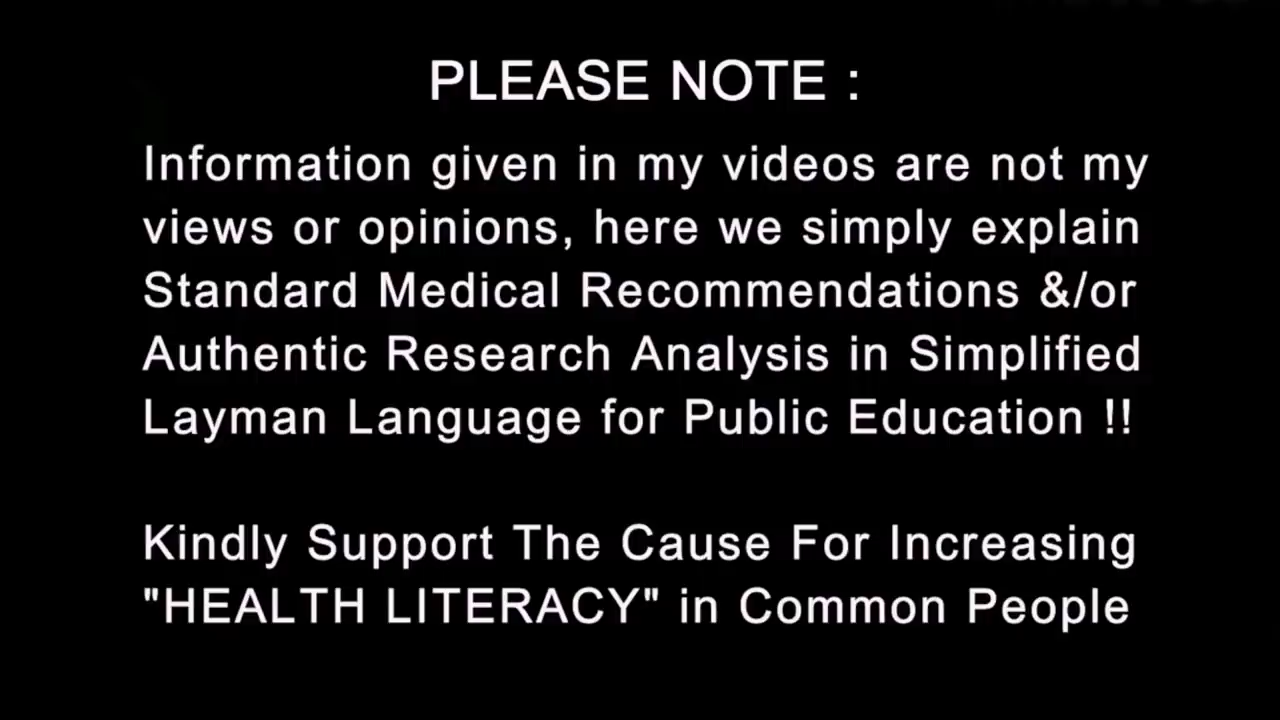 PLEASE NOTE :
Information given in my videos are not my
views or opinions, here we simply explain
Standard Medical Recommendations &/or
Authentic Research Analysis in Simplified
Layman Language for Public Education !!
Kindly Support The Cause For Increasing
"HEALTH LITERACY" in Common People